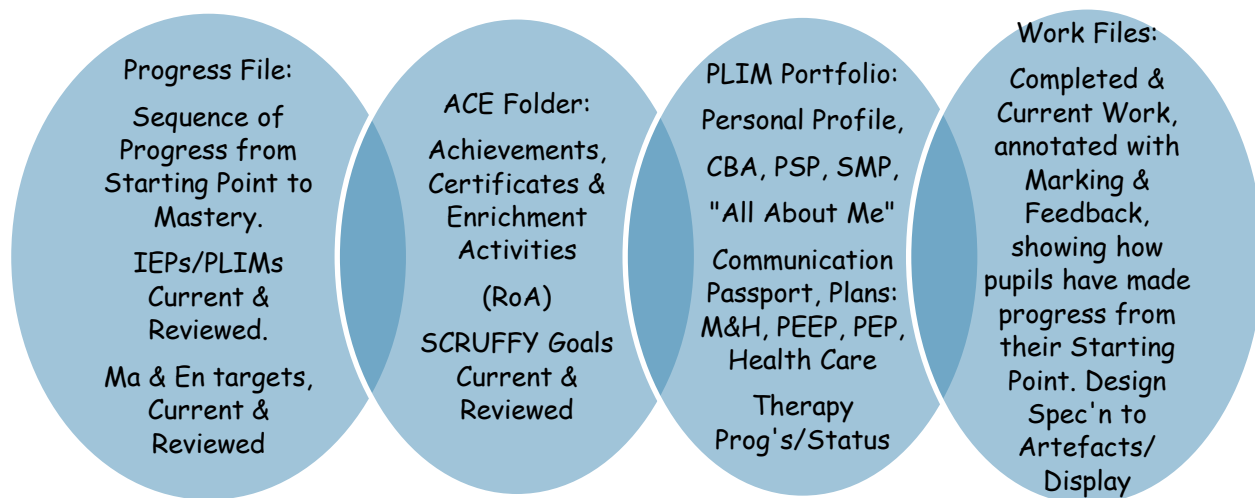 Progress File:
Sequence of
Progress from
Starting Point to
Mastery.
IEPs/PLIMs
Current &
Reviewed.
Ma & En targets,
Current &
Reviewed
ACE Folder:
Achievements,
Certificates &
Enrichment
Activities
(RoA)
SCRUFFY Goals
Current &
Reviewed
PLIM Portfolio:
Personal Profile,
CBA, PSP, SMP,
"All About Me"
Communication
Passport, Plans:
M&H, PEEP, PEP,
Health Care
Therapy
Prog's/Status
Work Files:
Completed &
Current Work,
annotated with
Marking &
Feedback,
showing how
pupils have made
progress from
their Starting
Point. Design
Spec'n to
Artefacts/
Display